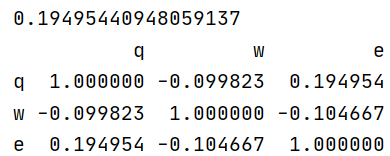 0.19495440948059137
q w e
q 1.000000 -0.099823 0.194954
w -0.099823 1.000000 -0.104667
e 0.194954 -0.104667 1.000000